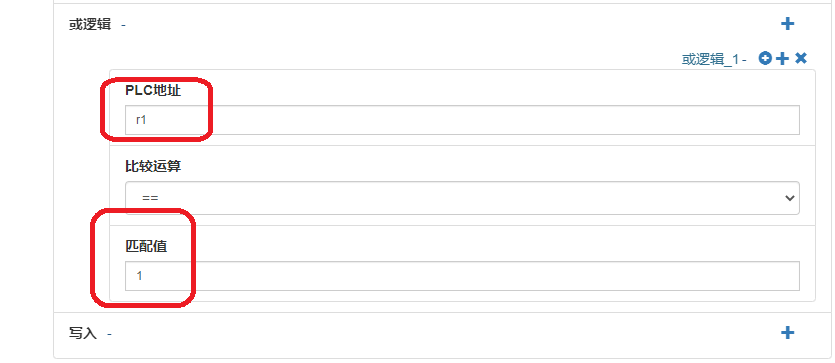 或逻辑 -
或逻辑_1 -
PLC地址
r1
比较运算
==
匹配值
1
写入 -